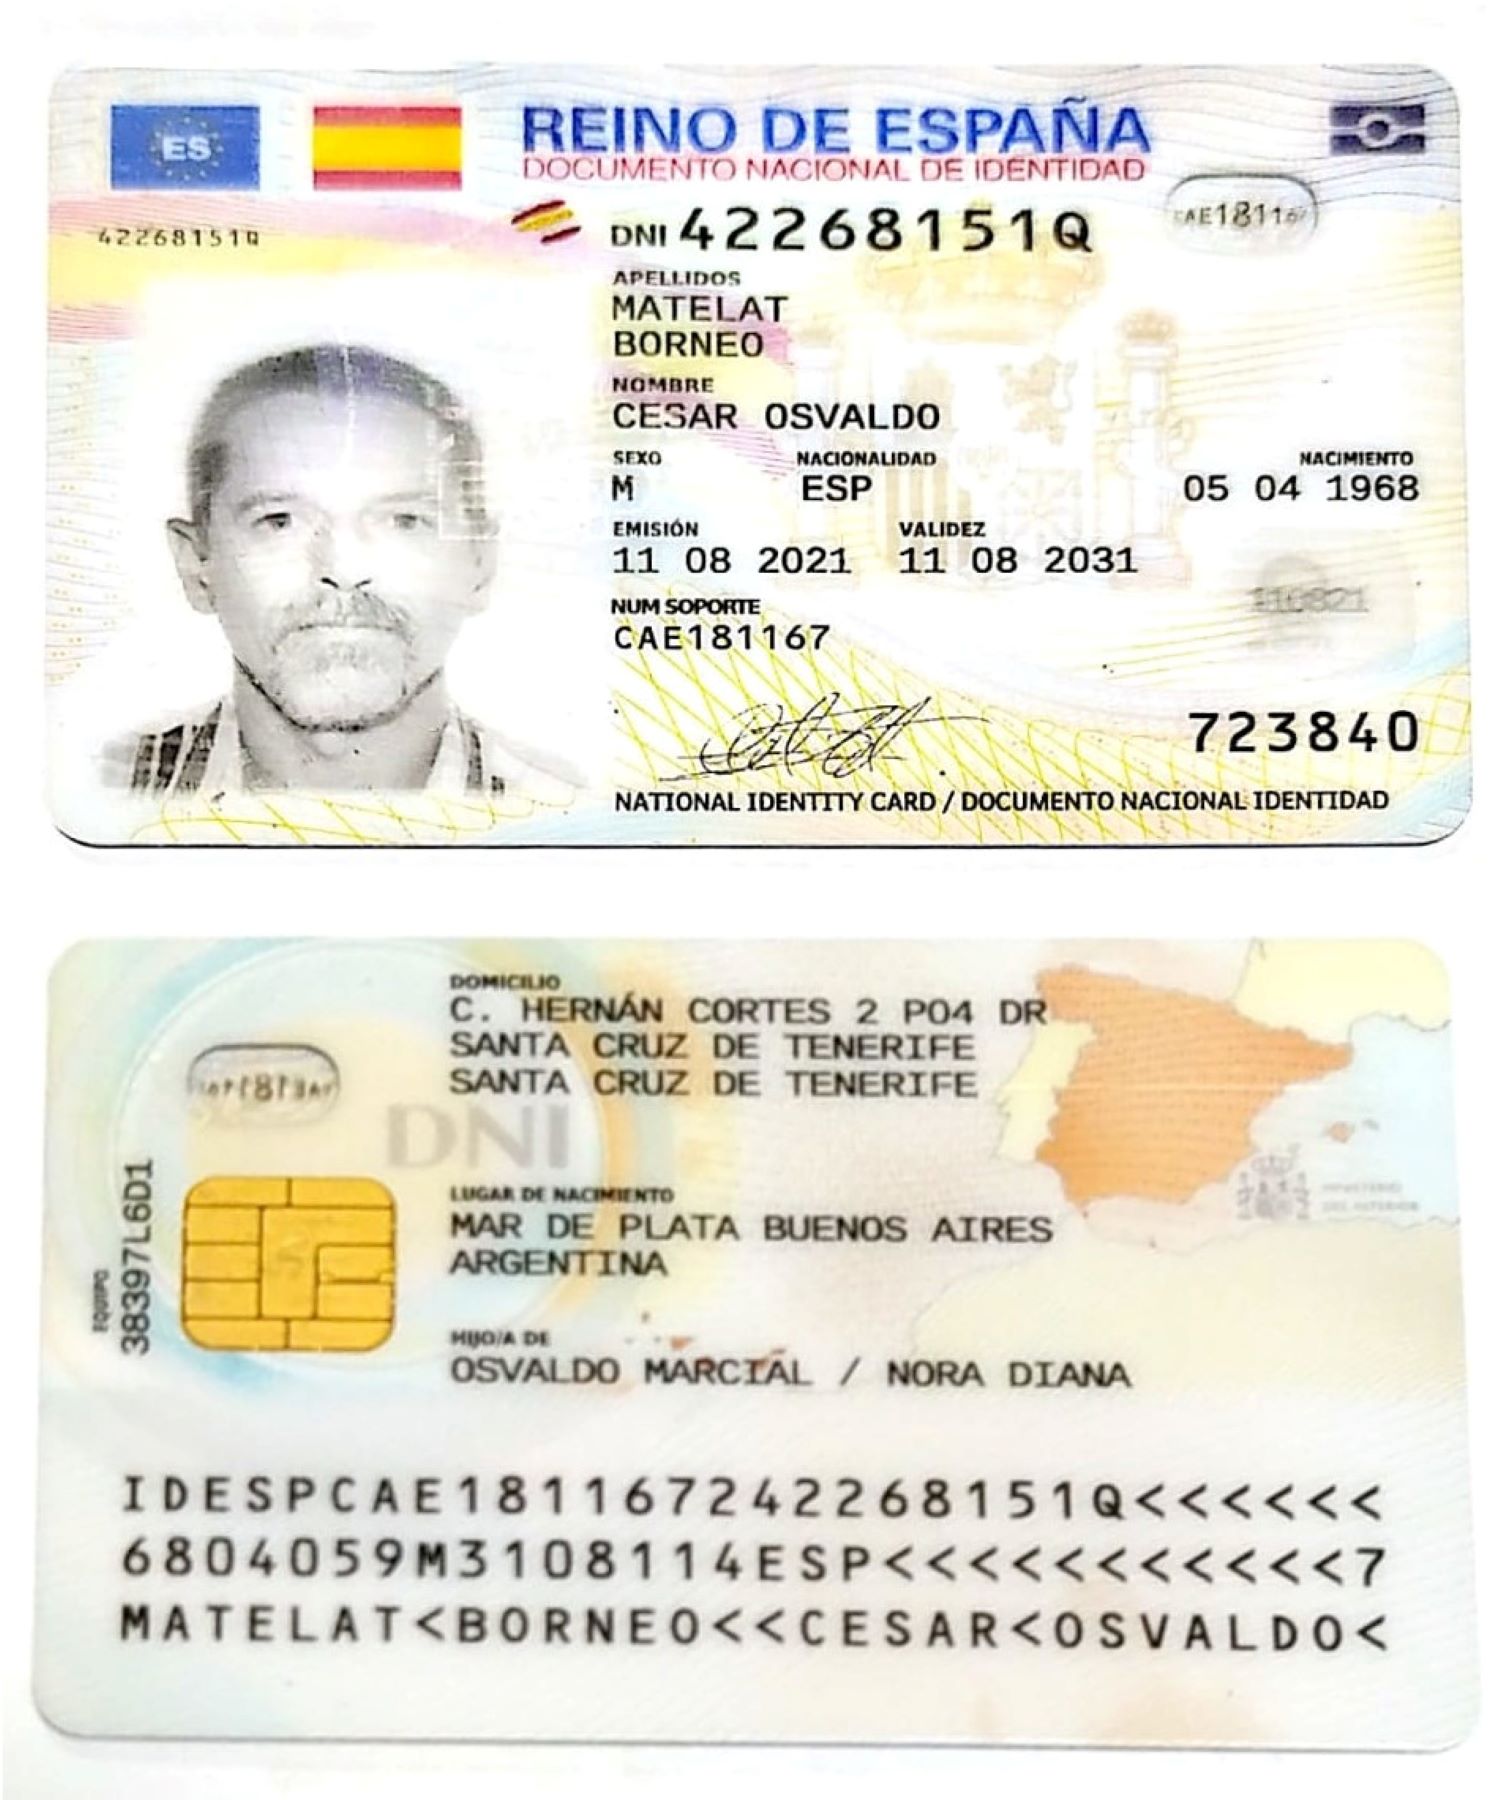 ES
REINO DE ESPAÑA
DOCUMENTO NACIONAL DE IDENTIDAD
42268151Q
DNI 42268151Q
APELLIDOS
MATELAT
BORNEO
NOMBRE
CESAR OSVALDO
SEXO NACIONALIDAD NACIMIENTO
M ESP 05 04 1968
EMISIÓN VALIDEZ
11 08 2021 11 08 2031
NUM SOPORTE
CAE181167
723840
NATIONAL IDENTITY CARD / DOCUMENTO NACIONAL IDENTIDAD
DOMICILIO
C. HERNÁN CORTES 2 P04 DR
SANTA CRUZ DE TENERIFE
SANTA CRUZ DE TENERIFE
DNI
LUGAR DE NACIMIENTO
MAR DE PLATA BUENOS AIRES
ARGENTINA
HIJO/A DE
OSVALDO MARCIAL / NORA DIANA
EQUIPO
38397L6D1
MINISTERIO
DEL INTERIOR
IDESPCAE181167242268151Q<<<<<<
6804059M3108114ESP<<<<<<<<<<<7
MATELAT<BORNEO<<CESAR<OSVALDO<